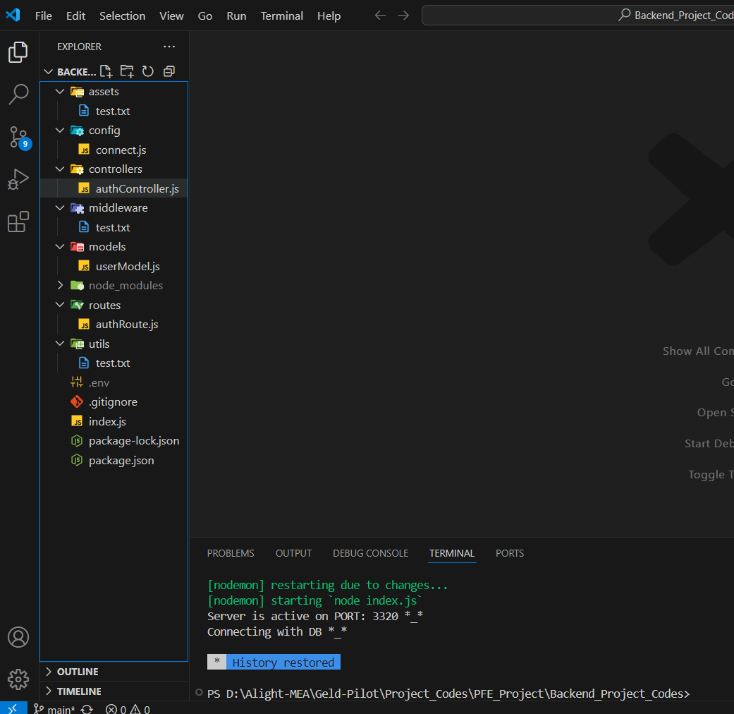 File Edit Selection View Go Run Terminal Help
Backend_Project_Cod
EXPLORER
BACKE...
assets
test.txt
config
connect.js
controllers
authController.js
middleware
test.txt
models
userModel.js
node_modules
routes
authRoute.js
utils
test.txt
.env
.gitignore
index.js
package-lock.json
package.json
OUTLINE
TIMELINE
9
Show All Con
Go
Open S
Start Deb
Toggle T
PROBLEMS OUTPUT DEBUG CONSOLE TERMINAL PORTS
[nodemon] restarting due to changes...
[nodemon] starting `node index.js`
Server is active on PORT: 3320 *_*
Connecting with DB *_*
* History restored
PS D:\Alight-MEA\Geld-Pilot\Project_Codes\PFE_Project\Backend_Project_Codes>
main* 0 0